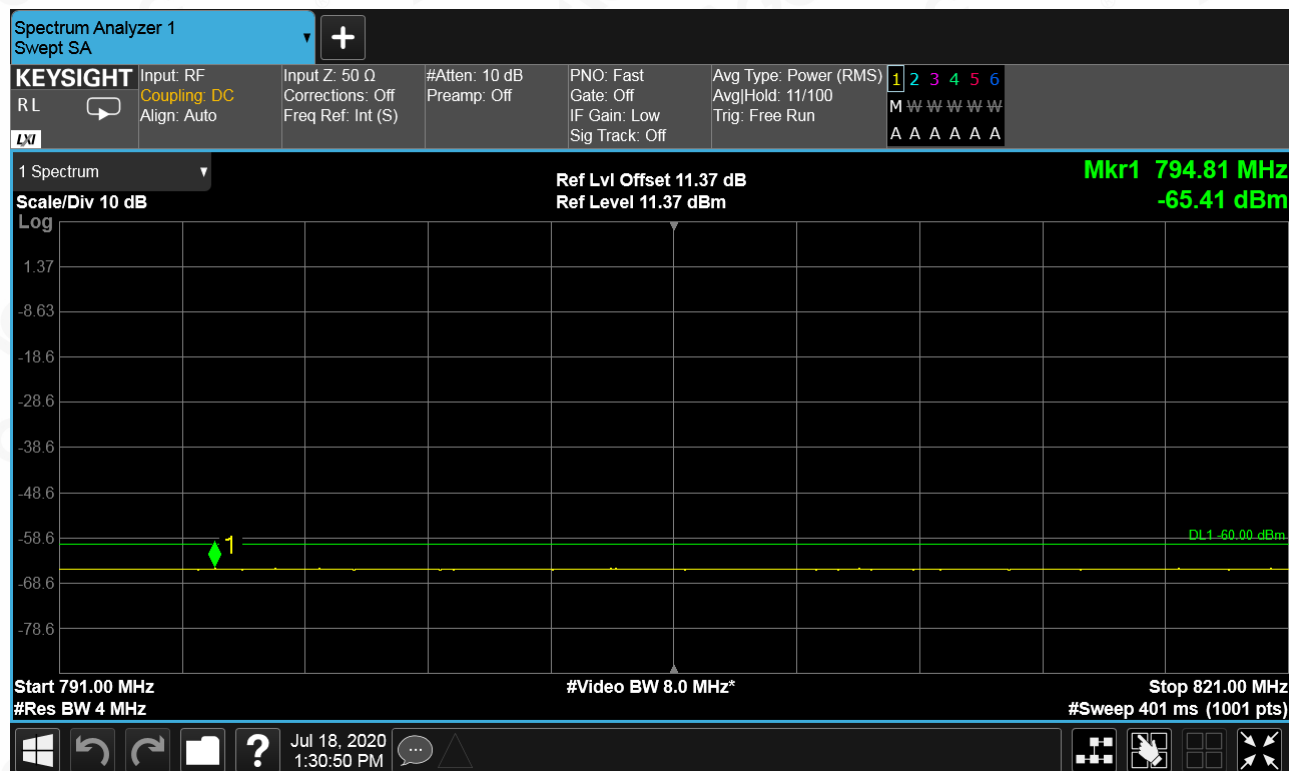 Spectrum Analyzer 1
Swept SA
KEYSIGHT
R L
LXI
Input: RF
Coupling: DC
Align: Auto
Input Z: 50 Ω
Corrections: Off
Freq Ref: Int (S)
#Atten: 10 dB
Preamp: Off
PNO: Fast
Gate: Off
IF Gain: Low
Sig Track: Off
Avg Type: Power (RMS)
Avg|Hold: 11/100
Trig: Free Run
1 2 3 4 5 6
M W W W W W
A A A A A A
1 Spectrum
Scale/Div 10 dB
Ref Lvl Offset 11.37 dB
Ref Level 11.37 dBm
Mkr1 794.81 MHz
-65.41 dBm
Log
1.37
-8.63
-18.6
-28.6
-38.6
-48.6
-58.6
-68.6
-78.6
1
DL1 -60.00 dBm
Start 791.00 MHz
#Res BW 4 MHz
#Video BW 8.0 MHz*
Stop 821.00 MHz
#Sweep 401 ms (1001 pts)
?
Jul 18, 2020
1:30:50 PM